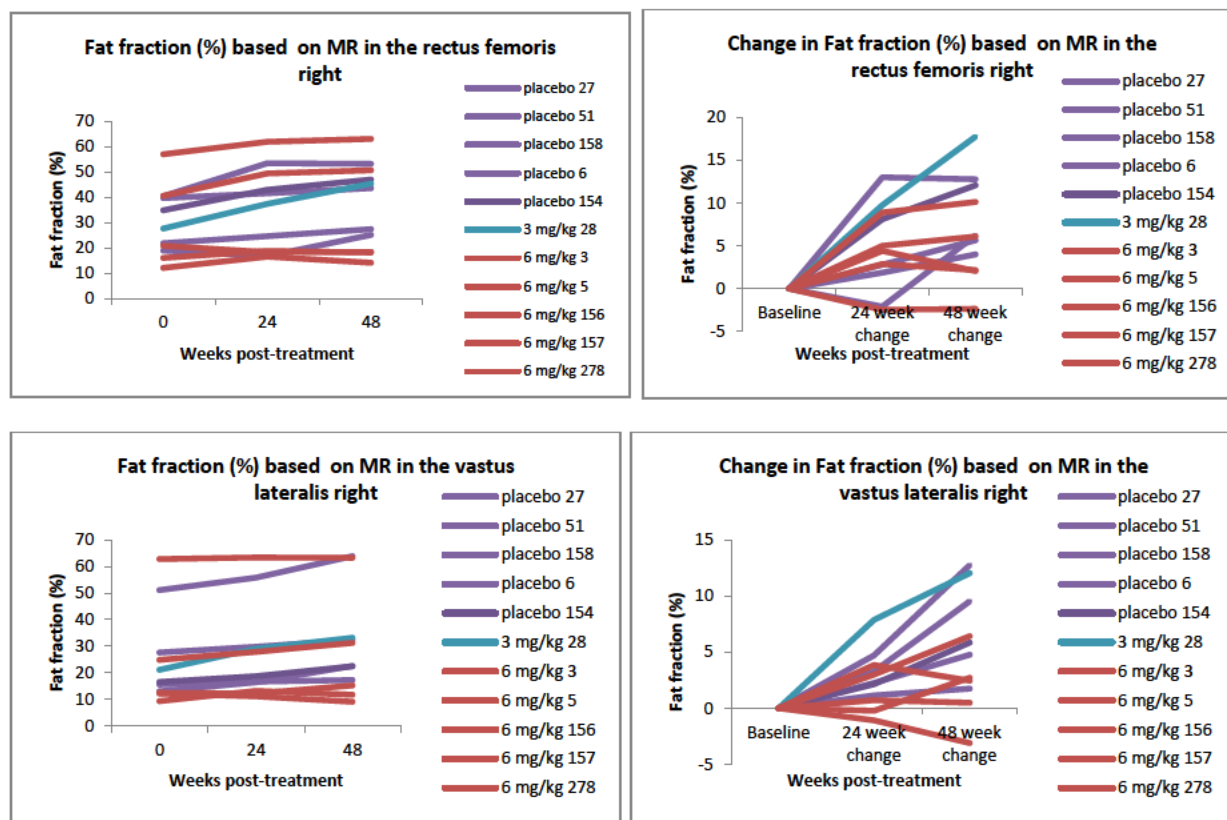 Fat fraction (%) based on MR in the rectus femoris
right
placebo 27
placebo 51
placebo 158
placebo 6
placebo 154
3 mg/kg 28
6 mg/kg 3
6 mg/kg 5
6 mg/kg 156
6 mg/kg 157
6 mg/kg 278
Fat fraction (%)
70
60
50
40
30
20
10
0
0 24 48
Weeks post-treatment
Change in Fat fraction (%) based on MR in the
rectus femoris right
placebo 27
placebo 51
placebo 158
placebo 6
placebo 154
3 mg/kg 28
6 mg/kg 3
6 mg/kg 5
6 mg/kg 156
6 mg/kg 157
6 mg/kg 278
Fat fraction (%)
20
15
10
5
0
-5
Baseline 24 week 48 week
change change
Weeks post-treatment
Fat fraction (%) based on MR in the vastus
lateralis right
placebo 27
placebo 51
placebo 158
placebo 6
placebo 154
3 mg/kg 28
6 mg/kg 3
6 mg/kg 5
6 mg/kg 156
6 mg/kg 157
6 mg/kg 278
Fat fraction (%)
70
60
50
40
30
20
10
0
0 24 48
Weeks post-treatment
Change in Fat fraction (%) based on MR in the
vastus lateralis right
placebo 27
placebo 51
placebo 158
placebo 6
placebo 154
3 mg/kg 28
6 mg/kg 3
6 mg/kg 5
6 mg/kg 156
6 mg/kg 157
6 mg/kg 278
Fat fraction (%)
15
10
5
0
-5
Baseline 24 week 48 week
change change
Weeks post-treatment